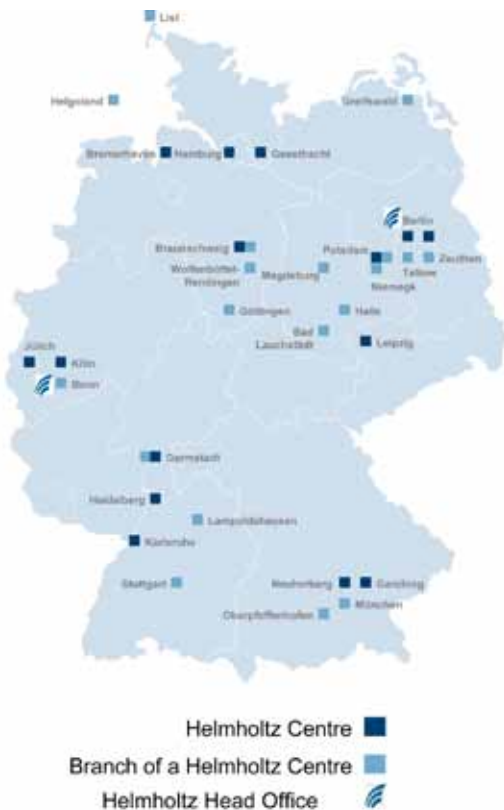 List
Helgoland
Greifswald
Bremerhaven Hamburg Geesthacht
Berlin
Braunschweig
Potsdam
Zeuthen
Wolfenbüttel-
Remlingen
Magdeburg
Teltow
Niemegk
Göttingen
Halle
Bad
Lauchstädt
Leipzig
Jülich
Köln
Bonn
Darmstadt
Heidelberg
Lampoldshausen
Karlsruhe
Stuttgart
Neuherberg
Garching
München
Oberpfaffenhofen
Helmholtz Centre
Branch of a Helmholtz Centre
Helmholtz Head Office